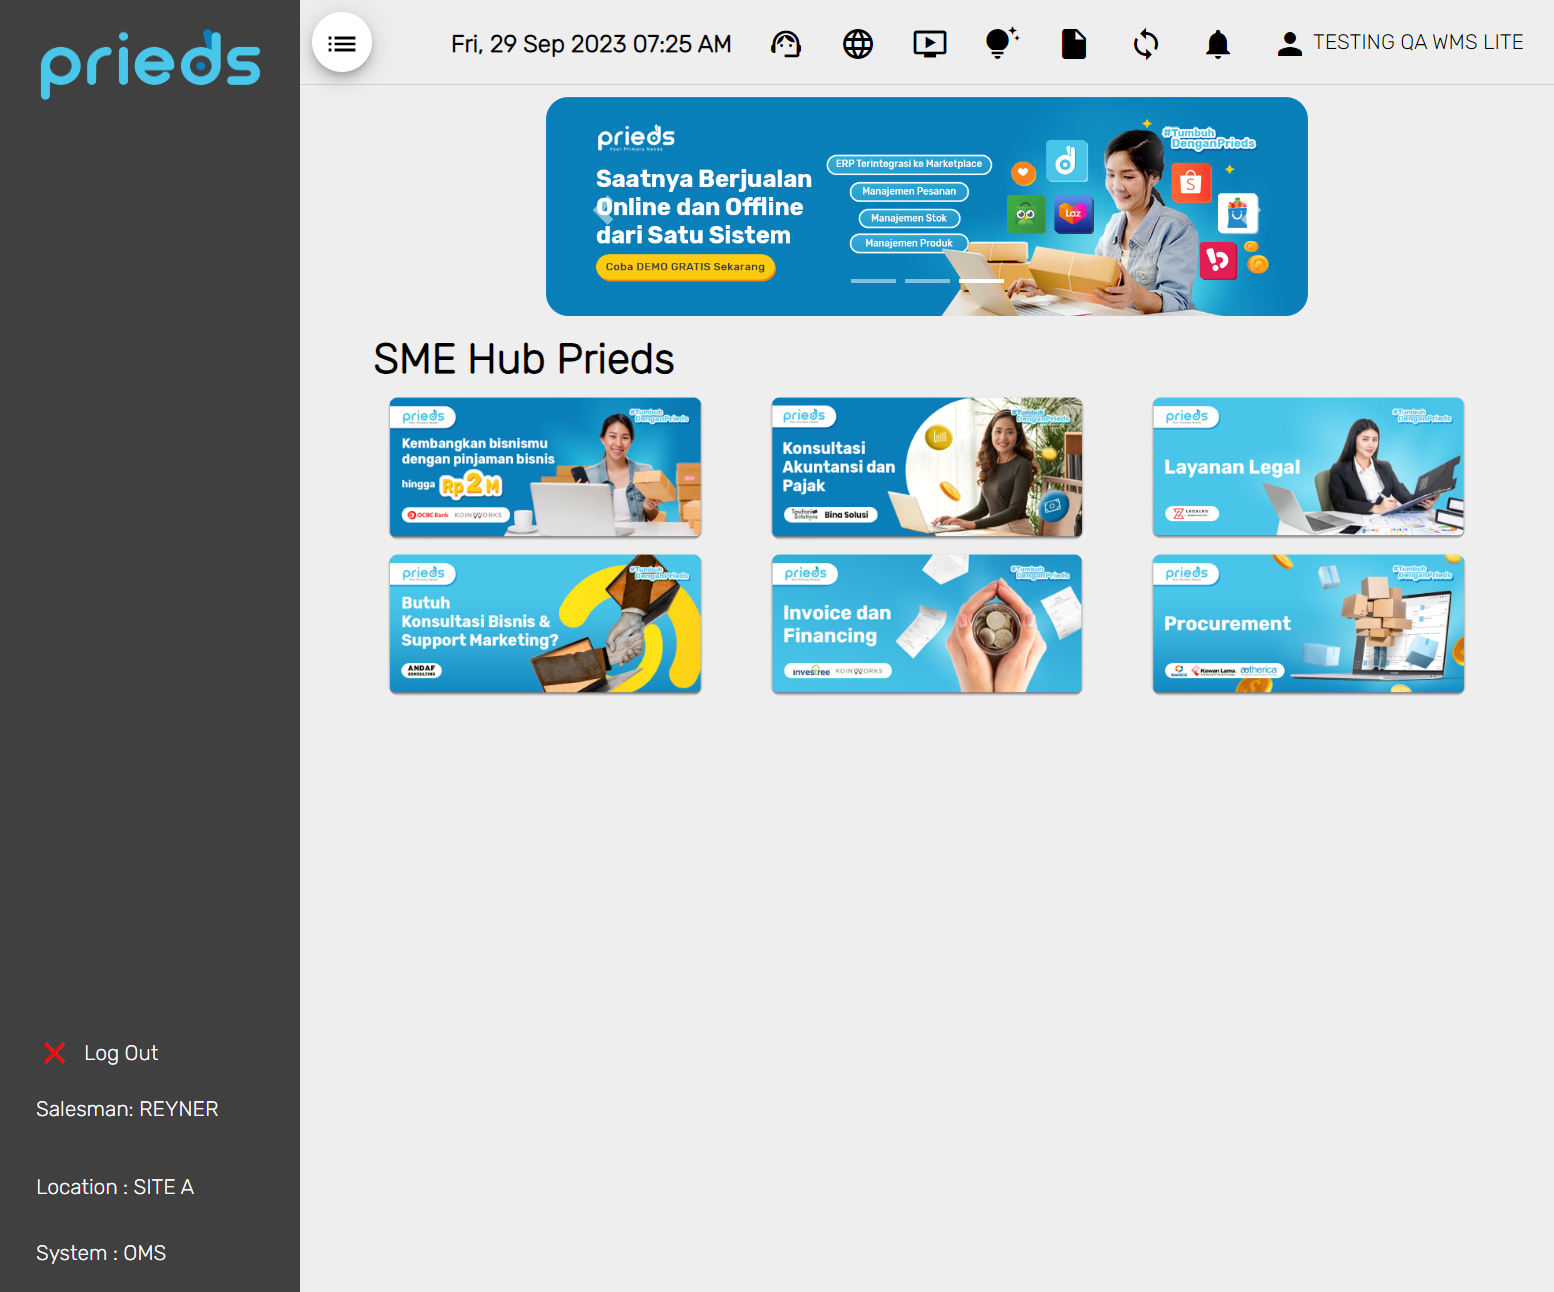 prieds
Fri, 29 Sep 2023 07:25 AM
TESTING QA WMS LITE
prieds
Your Primary Needs
Saatnya Berjualan
Online dan Offline
dari Satu Sistem
Coba DEMO GRATIS Sekarang
ERP Terintegrasi ke Marketplace
Manajemen Pesanan
Manajemen Stok
Manajemen Produk
#Tumbuh
DenganPrieds
Laz
SME Hub Prieds
prieds
#Tumbuh
DenganPrieds
Kembangkan bisnismu
dengan pinjaman bisnis
hingga Rp2M
OCBC Bank KOINWORKS
prieds
#Tumbuh
DenganPrieds
Konsultasi
Akuntansi dan
Pajak
Taufani Solutions Bina Solusi
prieds
#Tumbuh
DenganPrieds
Layanan Legal
LEGALKU
prieds
#Tumbuh
DenganPrieds
Butuh
Konsultasi Bisnis &
Support Marketing?
ANDAF
CONSULTING
prieds
#Tumbuh
DenganPrieds
Invoice dan
Financing
investree KOINWORKS
prieds
#Tumbuh
DenganPrieds
Procurement
Kawan Lama aetherica
Log Out
Salesman: REYNER
Location : SITE A
System : OMS